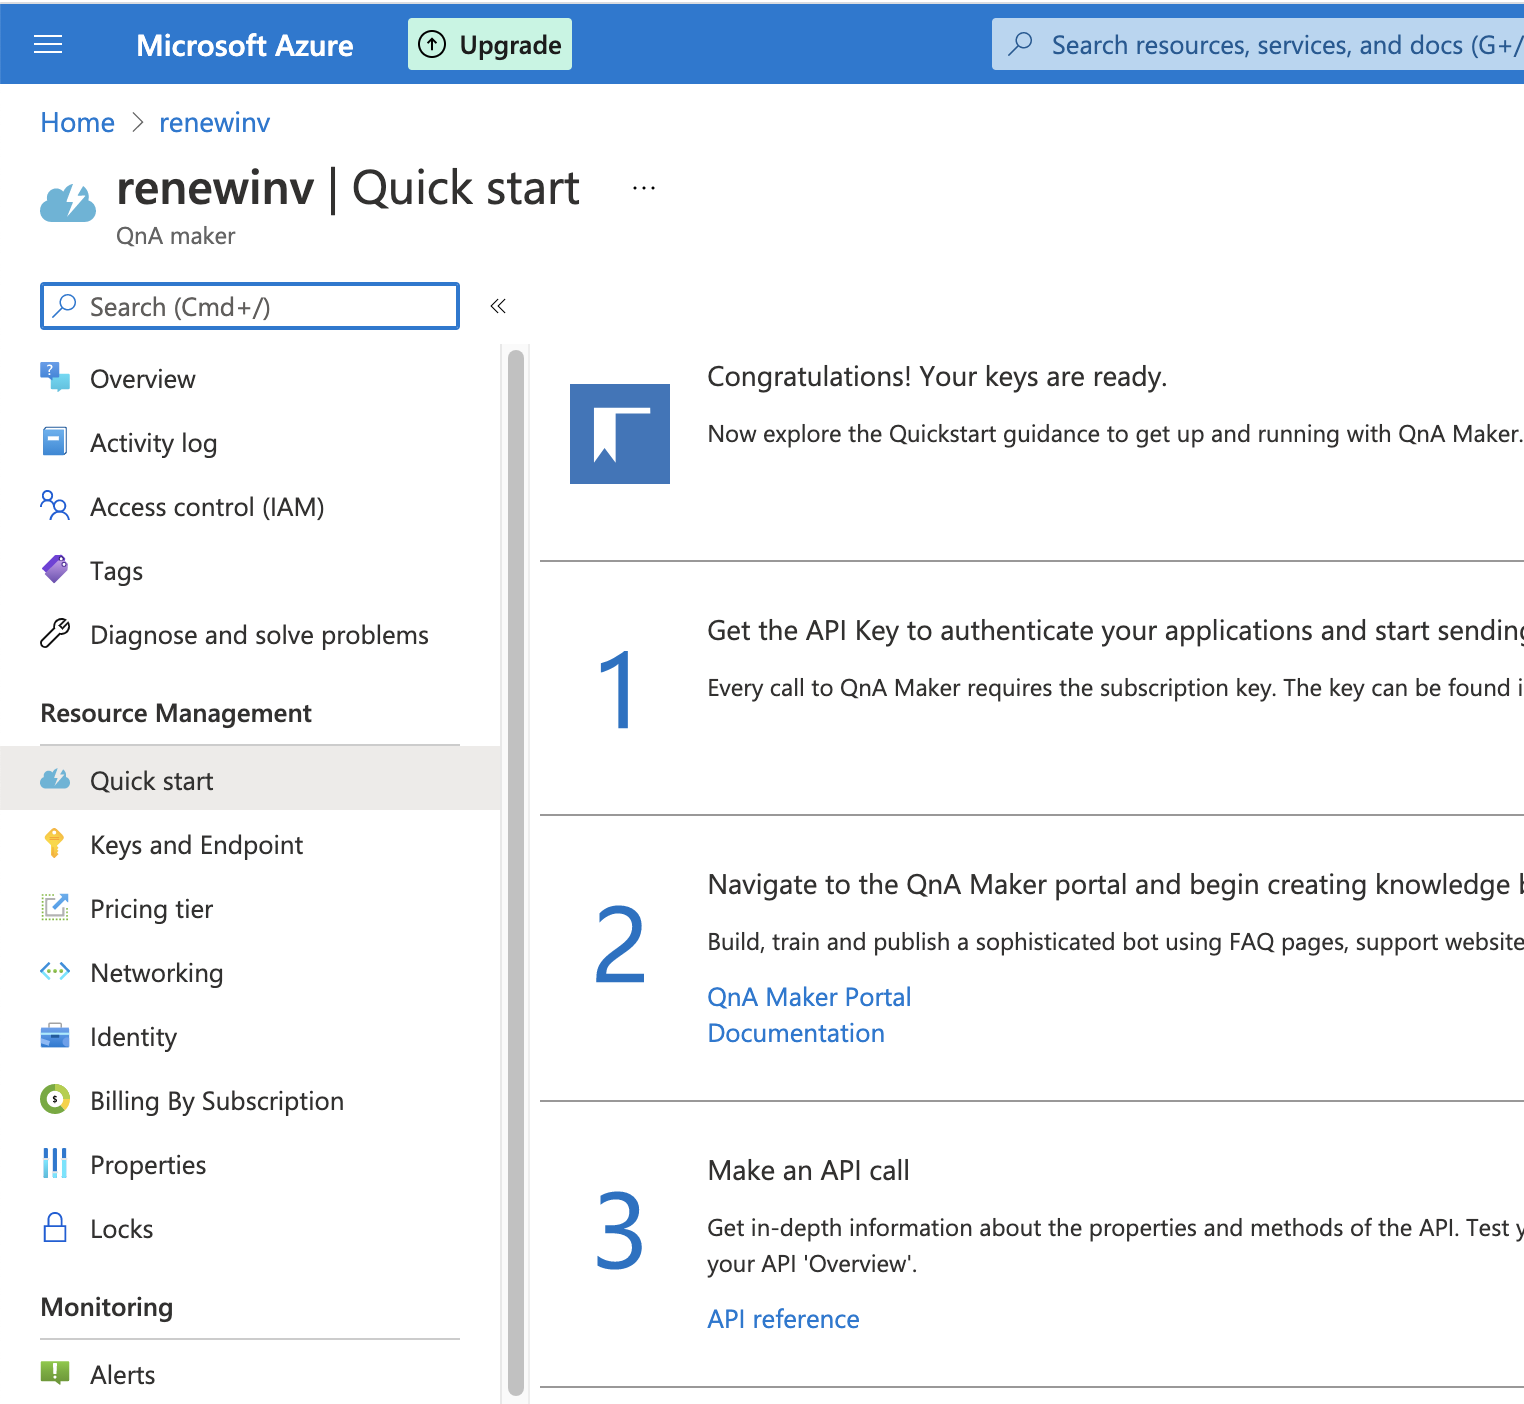 Microsoft Azure
Upgrade
Search resources, services, and docs (G+/
Home > renewinv
renewinv | Quick start ...
QnA maker
Search (Cmd+/)
«
Overview
Activity log
Access control (IAM)
Tags
Diagnose and solve problems
Resource Management
Quick start
Keys and Endpoint
Pricing tier
Networking
Identity
Billing By Subscription
Properties
Locks
Monitoring
Alerts
Congratulations! Your keys are ready.
Now explore the Quickstart guidance to get up and running with QnA Maker.
1
Get the API Key to authenticate your applications and start sending
Every call to QnA Maker requires the subscription key. The key can be found i
2
Navigate to the QnA Maker portal and begin creating knowledge b
Build, train and publish a sophisticated bot using FAQ pages, support website
QnA Maker Portal
Documentation
3
Make an API call
Get in-depth information about the properties and methods of the API. Test y
your API 'Overview'.
API reference